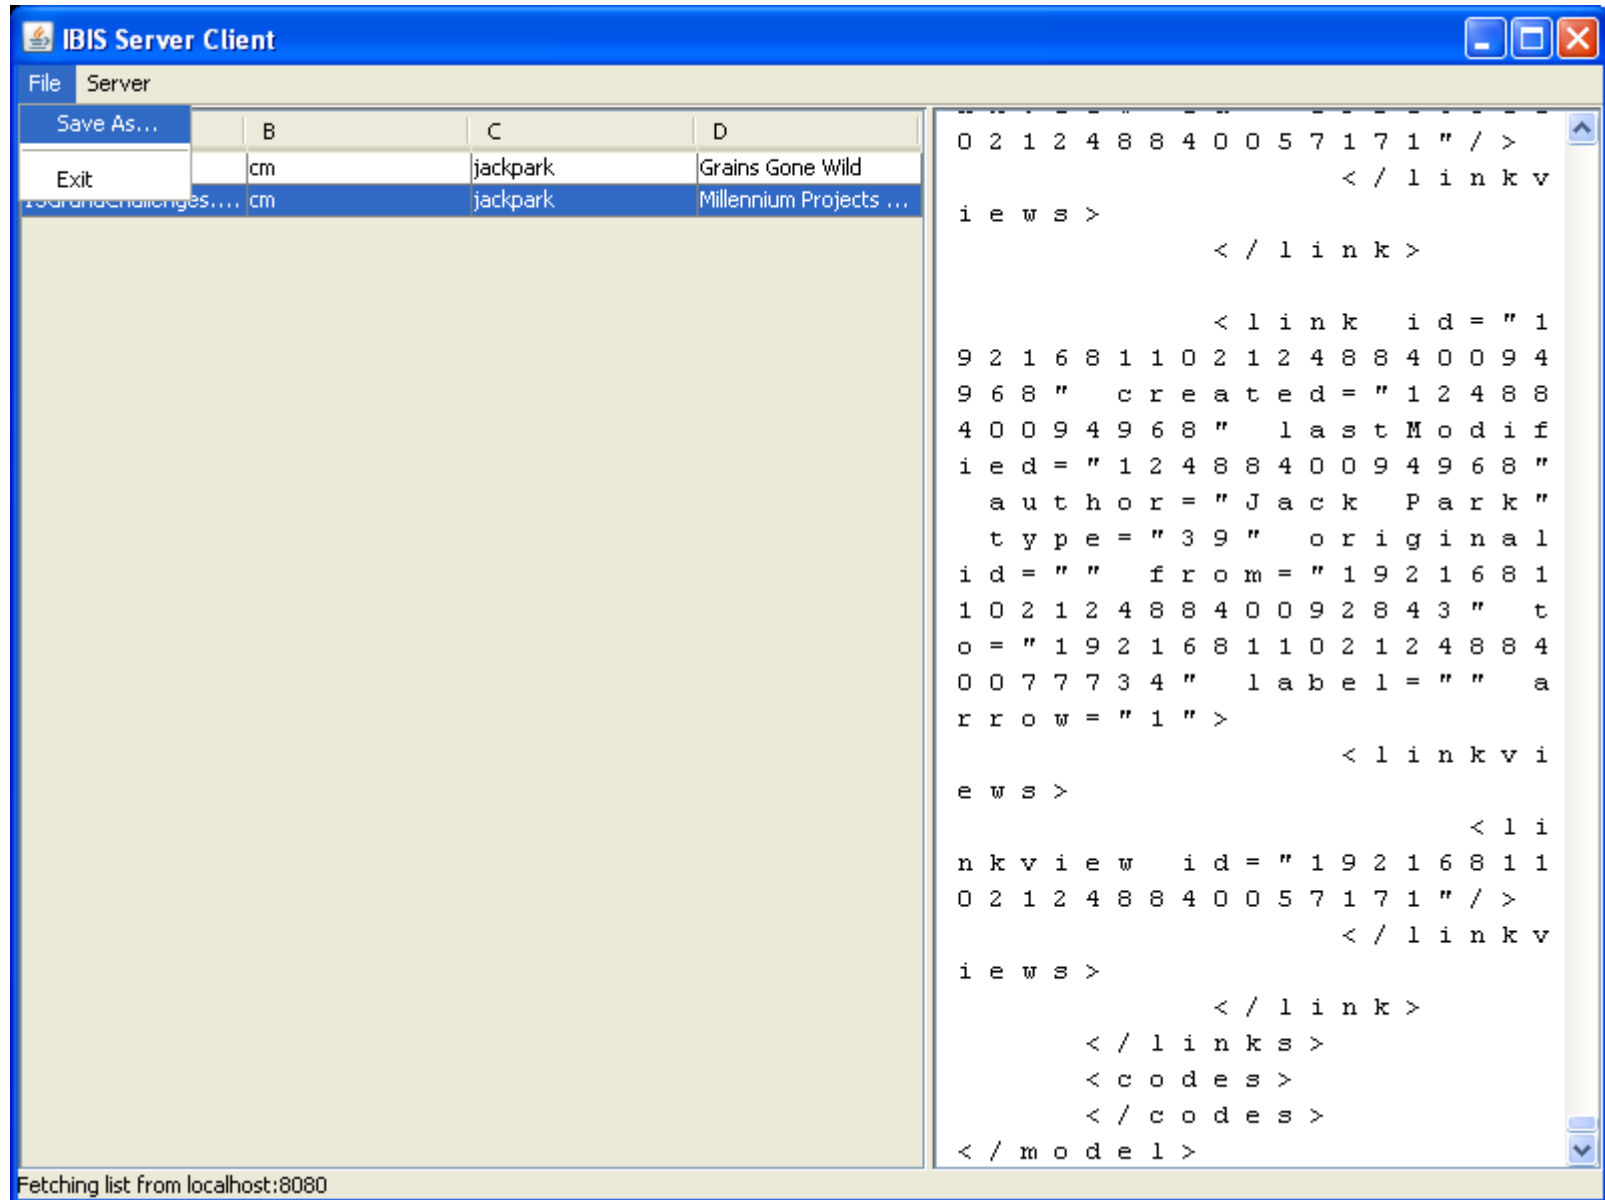 IBIS Server Client
File Server
Save As...
Exit
B C D
cm jackpark Grains Gone Wild
cm jackpark Millennium Projects ...
0 2 1 2 4 8 8 4 0 0 5 7 1 7 1 " / >
< / l i n k v
i e w s >
< / l i n k >
< l i n k   i d = " 1
9 2 1 6 8 1 1 0 2 1 2 4 8 8 4 0 0 9 4
9 6 8 "   c r e a t e d = " 1 2 4 8 8
4 0 0 9 4 9 6 8 "   l a s t M o d i f
i e d = " 1 2 4 8 8 4 0 0 9 4 9 6 8 "
a u t h o r = " J a c k   P a r k "
t y p e = " 3 9 "   o r i g i n a l
i d = " "   f r o m = " 1 9 2 1 6 8 1
1 0 2 1 2 4 8 8 4 0 0 9 2 8 4 3 "   t
o = " 1 9 2 1 6 8 1 1 0 2 1 2 4 8 8 4
0 0 7 7 7 3 4 "   l a b e l = " "   a
r r o w = " 1 " >
< l i n k v i
e w s >
< l i
n k v i e w   i d = " 1 9 2 1 6 8 1 1
0 2 1 2 4 8 8 4 0 0 5 7 1 7 1 " / >
< / l i n k v
i e w s >
< / l i n k >
< / l i n k s >
< c o d e s >
< / c o d e s >
< / m o d e l >
Fetching list from localhost:8080